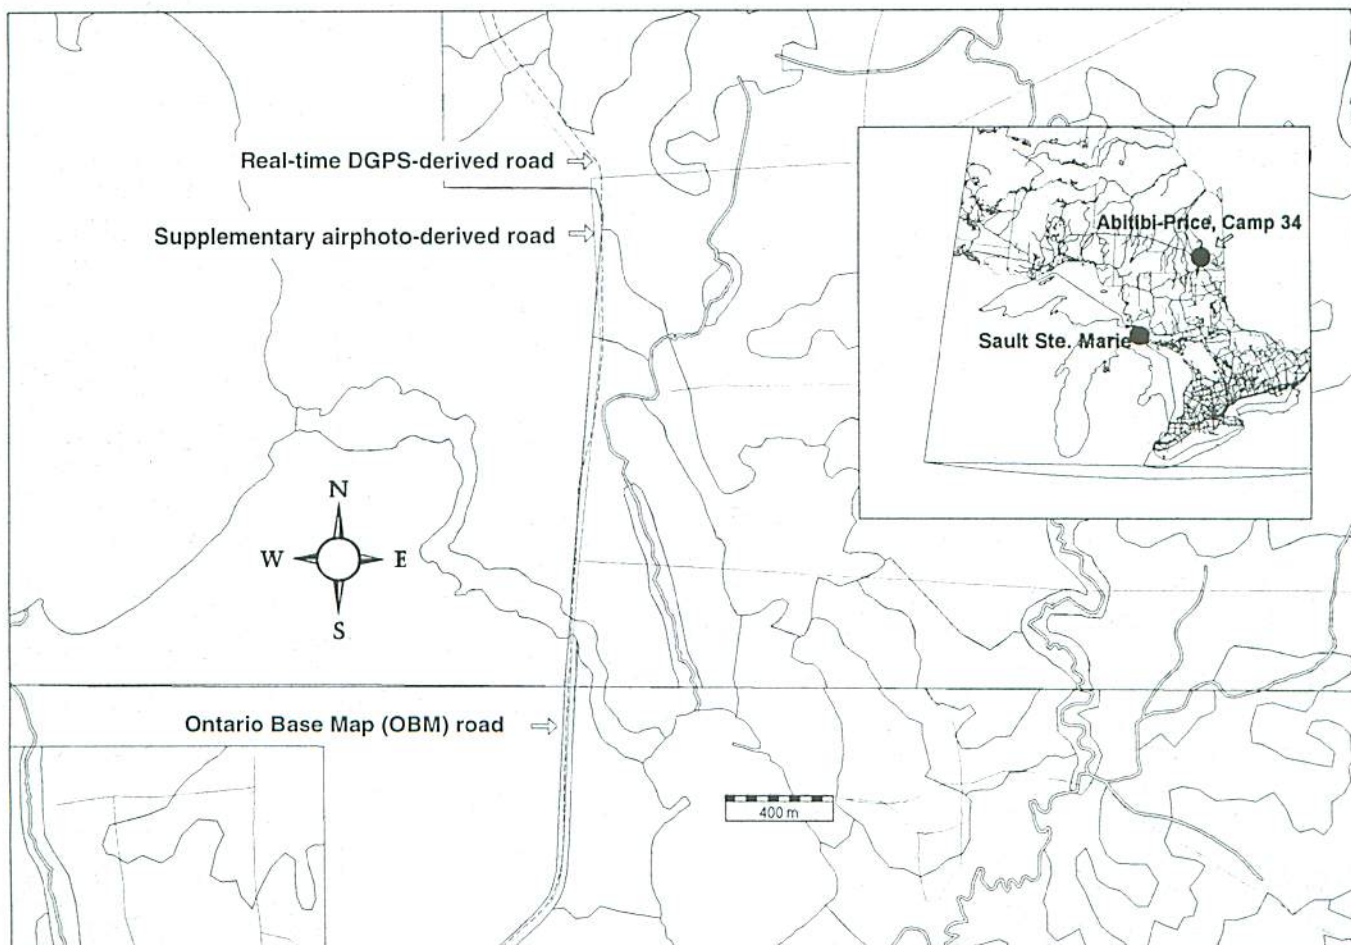 Real-time DGPS-derived road
Supplementary airphoto-derived road
Abitibi-Price, Camp 34
Sault Ste. Marie
N
W E
S
Ontario Base Map (OBM) road
400 m